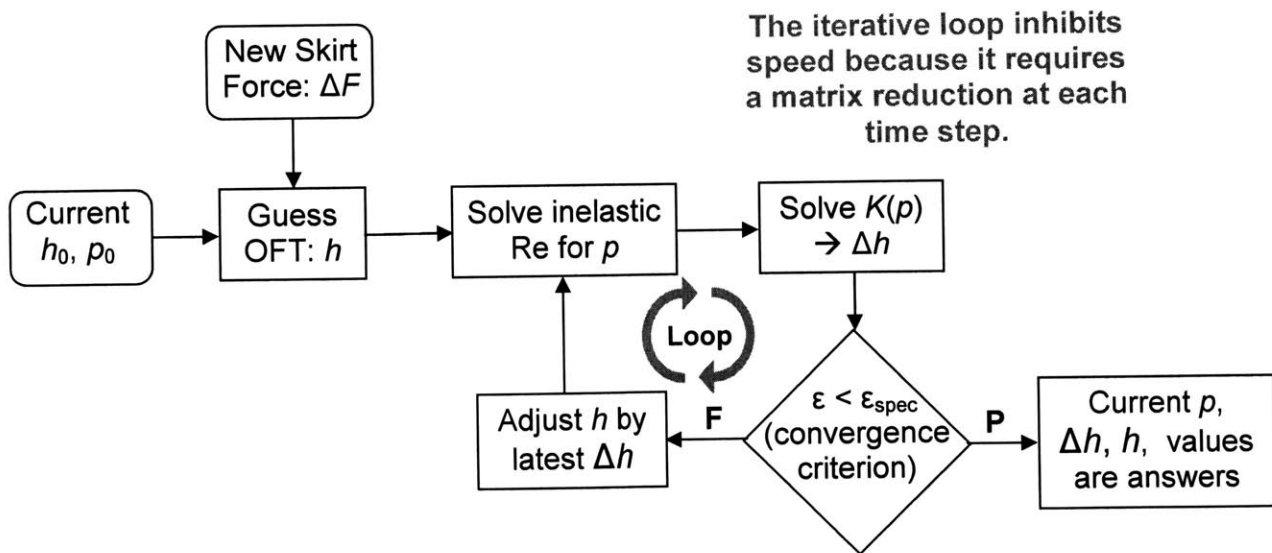 The iterative loop inhibits
speed because it requires
a matrix reduction at each
time step.
New Skirt
Force: ΔF
Current
h₀, p₀
Guess
OFT: h
Solve inelastic
Re for p
Solve K(p)
→ Δh
Loop
Adjust h by
latest Δh
F
ε < εspec
(convergence
criterion)
P
Current p,
Δh, h, values
are answers